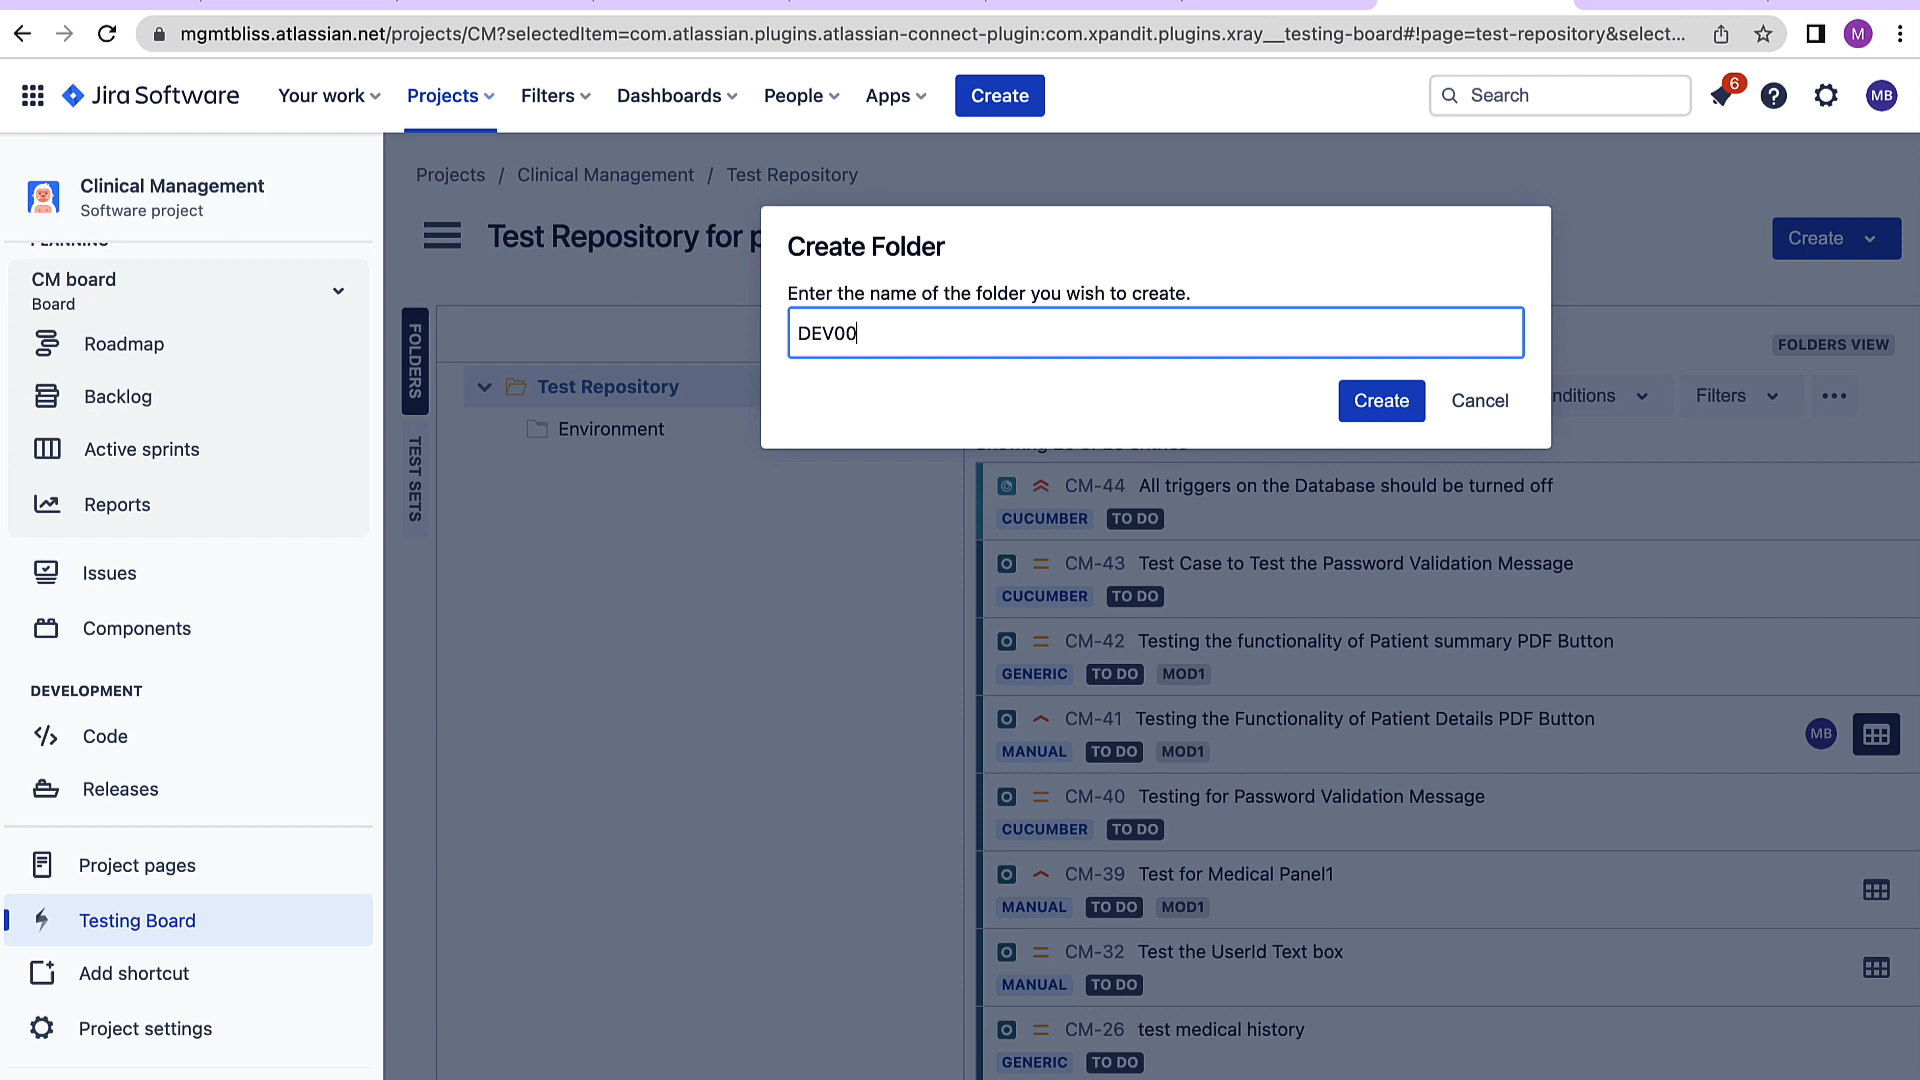 mgmtbliss.atlassian.net/projects/CM?selectedItem=com.atlassian.plugins.atlassian-connect-plugin:com.xpandit.plugins.xray__testing-board#!page=test-repository&select...
M
Jira Software
Your work
Projects
Filters
Dashboards
People
Apps
Create
Search
6
MB
Clinical Management
Software project
PLANNING
CM board
Board
Roadmap
Backlog
Active sprints
Reports
Issues
Components
DEVELOPMENT
Code
Releases
Project pages
Testing Board
Add shortcut
Project settings
Projects / Clinical Management / Test Repository
Test Repository for p
Create
FOLDERS
TEST SETS
Test Repository
Environment
Create Folder
Enter the name of the folder you wish to create.
DEV00
Create
Cancel
FOLDERS VIEW
nditions
Filters
CM-44 All triggers on the Database should be turned off
CUCUMBER TO DO
CM-43 Test Case to Test the Password Validation Message
CUCUMBER TO DO
CM-42 Testing the functionality of Patient summary PDF Button
GENERIC TO DO MOD1
CM-41 Testing the Functionality of Patient Details PDF Button
MANUAL TO DO MOD1
MB
CM-40 Testing for Password Validation Message
CUCUMBER TO DO
CM-39 Test for Medical Panel1
MANUAL TO DO MOD1
CM-32 Test the UserId Text box
MANUAL TO DO
CM-26 test medical history
GENERIC TO DO